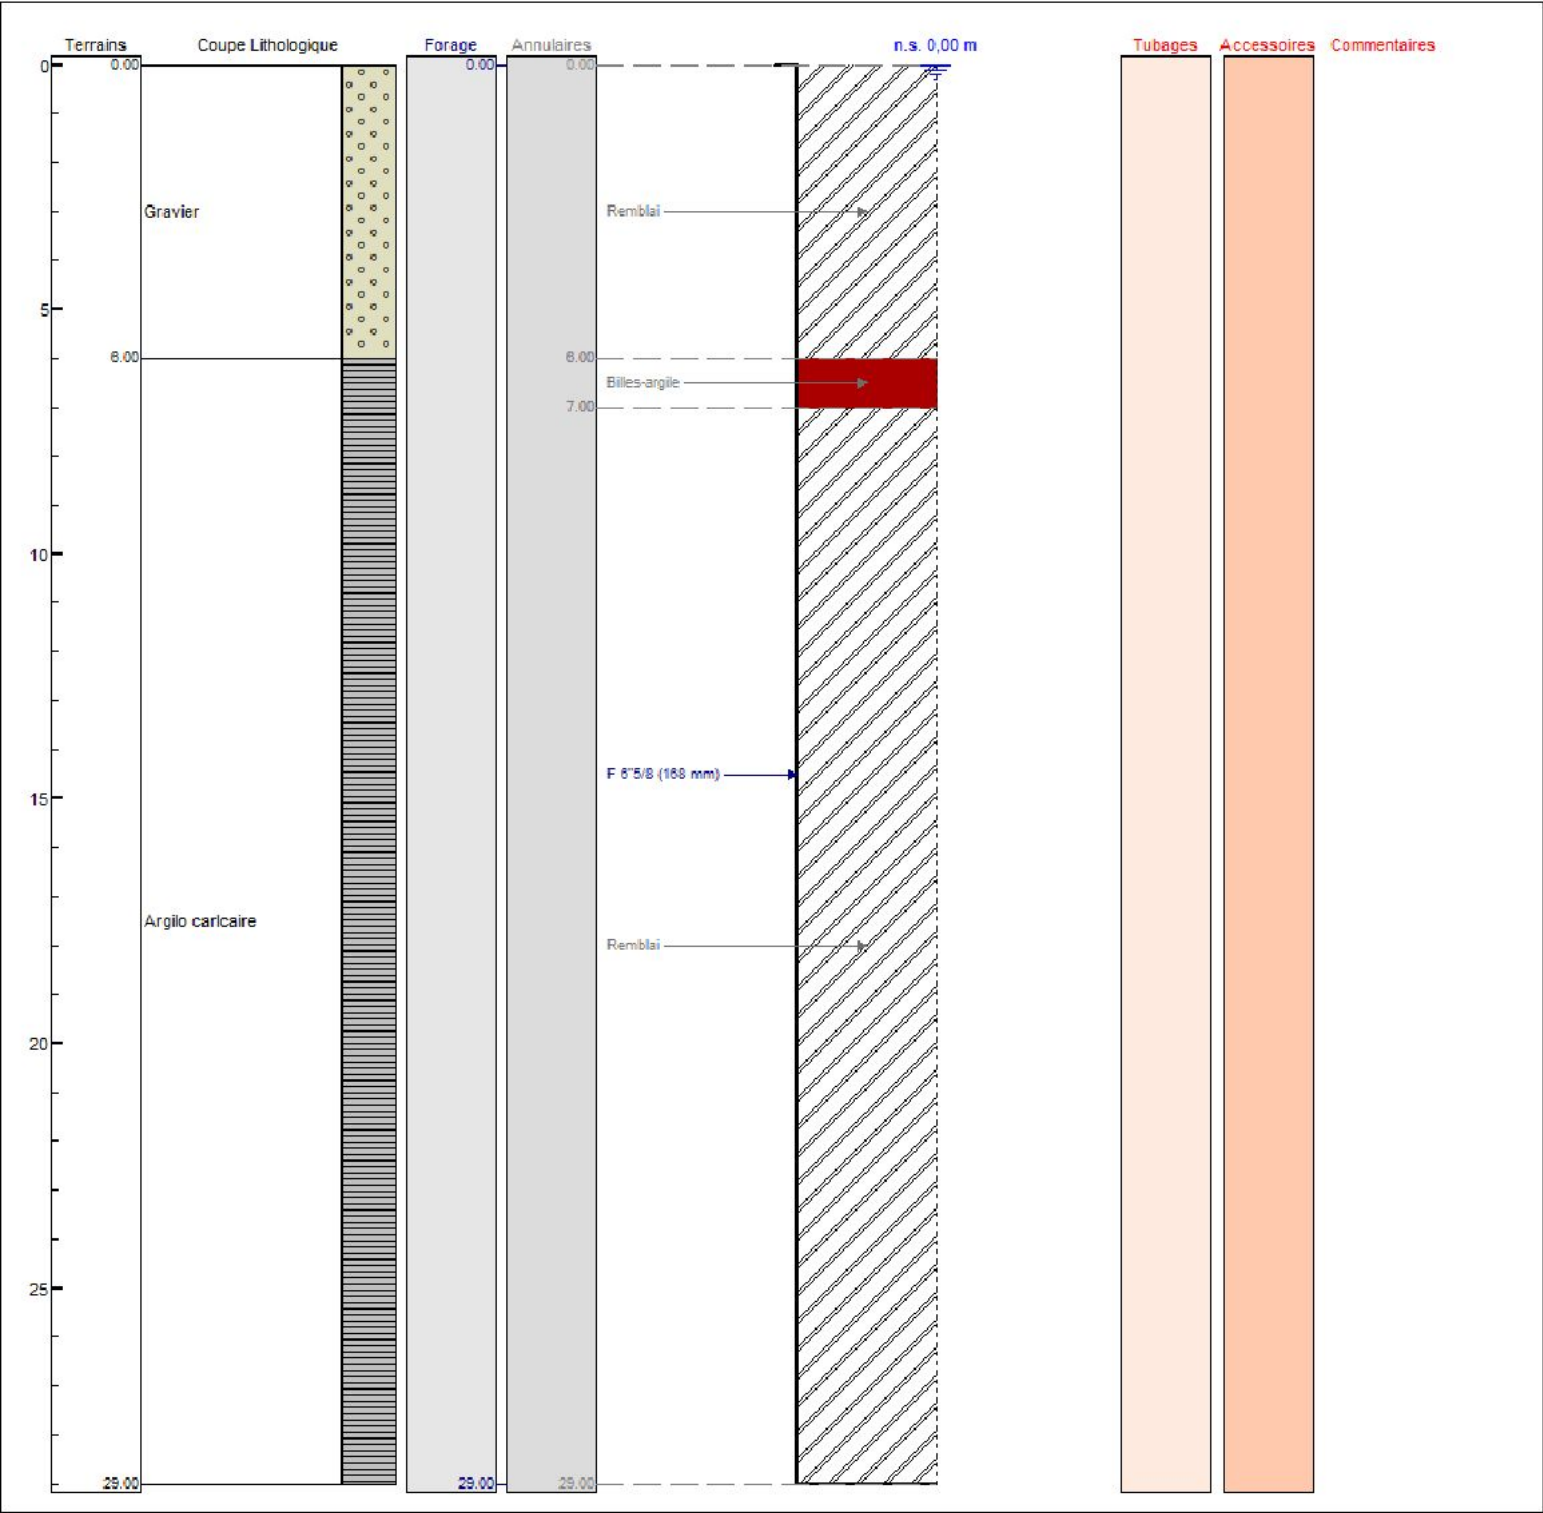 Terrains Coupe Lithologique Forage Annulaires n.s. 0,00 m Tubages Accessoires Commentaires
0 0.00 0.00 0.00
Gravier Remblai
5
6.00 6.00
Billes-argile
7.00
10
F 6"5/8 (168 mm)
15
Argilo carlcaire
Remblai
20
25
29.00 29.00 29.00